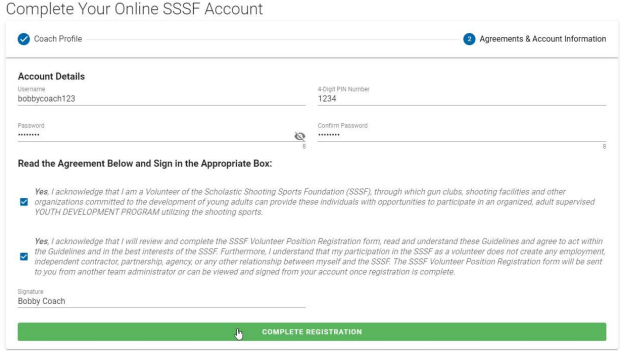 Complete Your Online SSSF Account
Coach Profile
2 Agreements & Account Information
Account Details
Username
bobbycoach123
4-Digit PIN Number
1234
Password
••••••••
8
Confirm Password
••••••••
8
Read the Agreement Below and Sign in the Appropriate Box:
Yes, I acknowledge that I am a Volunteer of the Scholastic Shooting Sports Foundation (SSSF), through which gun clubs, shooting facilities and other
organizations committed to the development of young adults can provide these individuals with opportunities to participate in an organized, adult supervised
YOUTH DEVELOPMENT PROGRAM utilizing the shooting sports.
Yes, I acknowledge that I will review and complete the SSSF Volunteer Position Registration form, read and understand these Guidelines and agree to act within
the Guidelines and in the best interests of the SSSF. Furthermore, I understand that my participation in the SSSF as a volunteer does not create any employment,
independent contractor, partnership, agency, or any other relationship between myself and the SSSF. The SSSF Volunteer Position Registration form will be sent
to you from another team administrator or can be viewed and signed from your account once registration is complete.
Signature
Bobby Coach
COMPLETE REGISTRATION